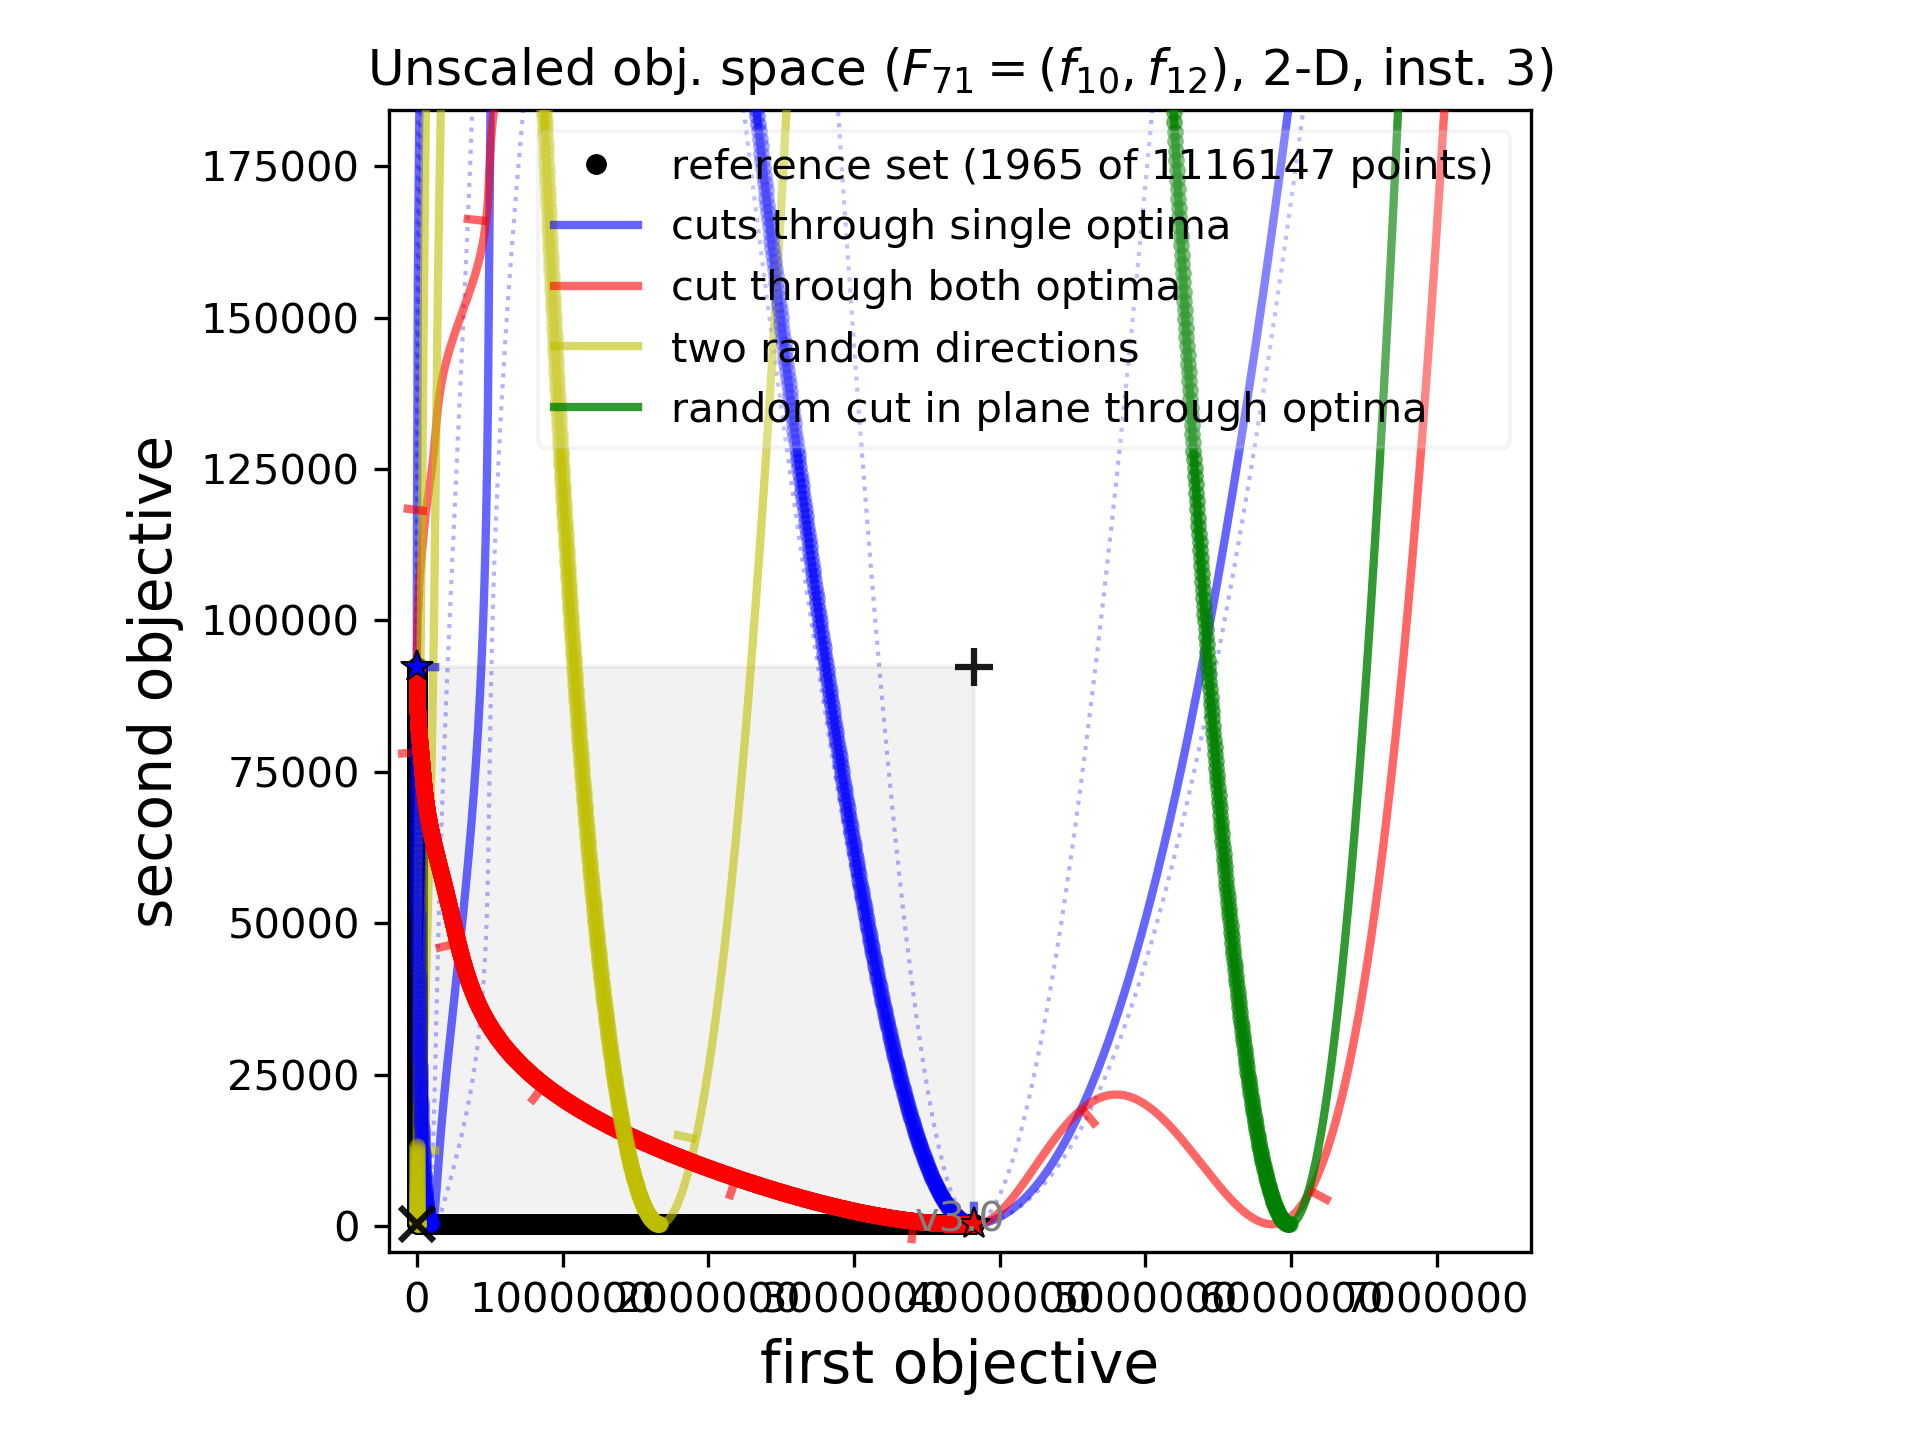 Unscaled obj. space (F71 = (f10, f12), 2-D, inst. 3)
reference set (1965 of 1116147 points)
cuts through single optima
cut through both optima
two random directions
random cut in plane through optima
second objective
175000
150000
125000
100000
75000
50000
25000
0
v3.0
0 1000000 2000000 3000000 4000000 5000000 6000000 7000000
first objective